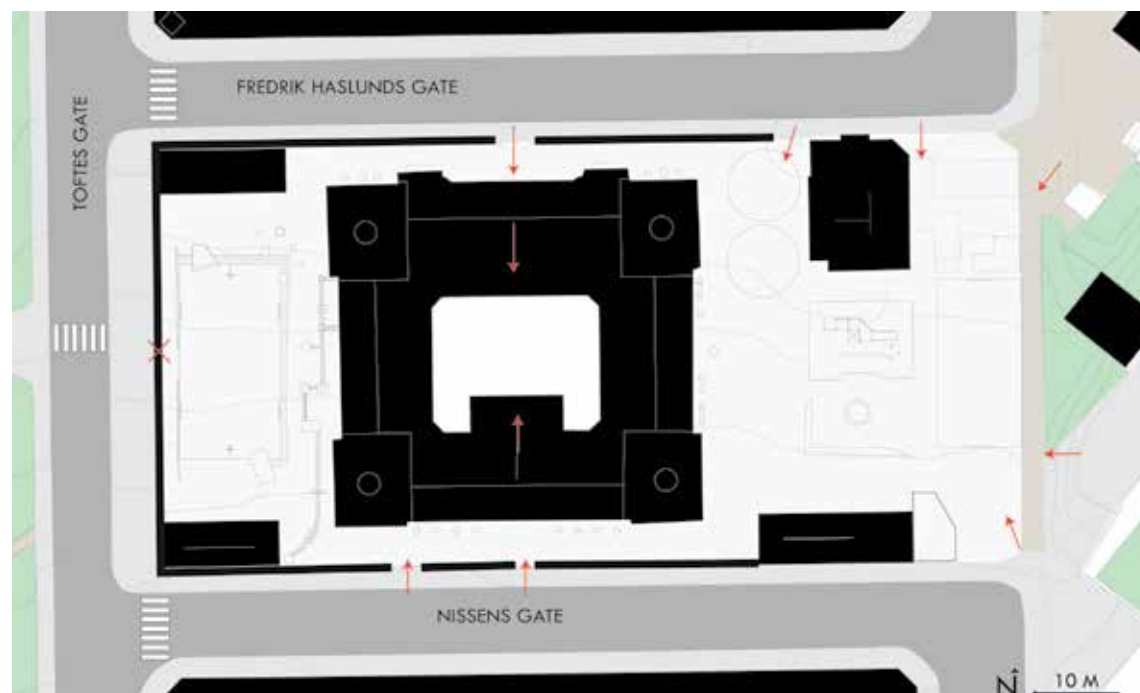 FREDRIK HASLUNDS GATE
TOFTES GATE
NISSENS GATE
N
10 M